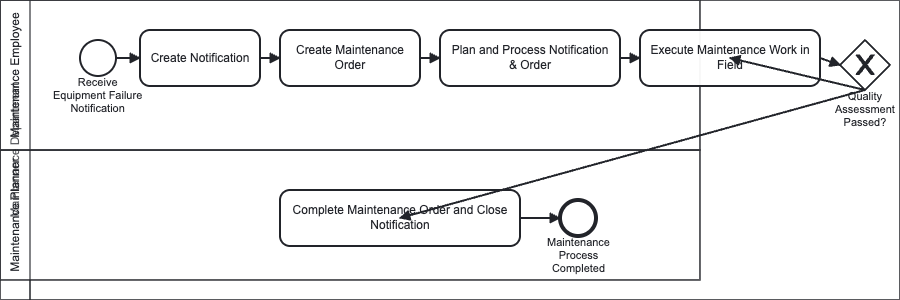 Maintenance Employee
Maintenance Department
Maintenance Planner
Receive
Equipment Failure
Notification
Create Notification
Create Maintenance
Order
Plan and Process Notification
& Order
Execute Maintenance Work in
Field
Quality
Assessment
Passed?
Complete Maintenance Order and Close
Notification
Maintenance
Process
Completed